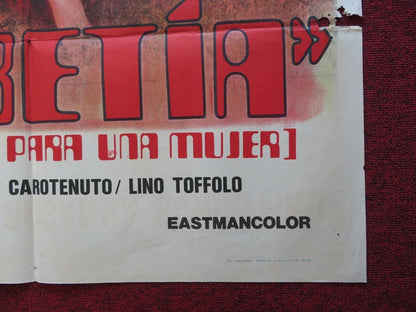 BETÍA»
PARA UNA MUJER]
CAROTENUTO/ LINO TOFFOLO
EASTMANCOLOR